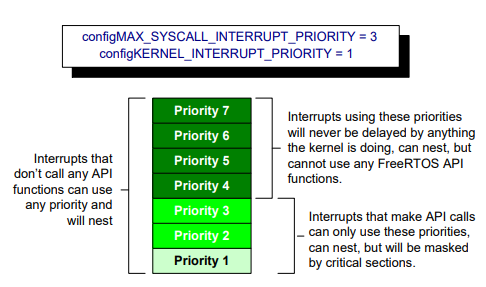 configMAX_SYSCALL_INTERRUPT_PRIORITY = 3
configKERNEL_INTERRUPT_PRIORITY = 1
Interrupts that
don't call any API
functions can use
any priority and
will nest
Priority 7
Priority 6
Priority 5
Priority 4
Priority 3
Priority 2
Priority 1
Interrupts using these priorities
will never be delayed by anything
the kernel is doing, can nest, but
cannot use any FreeRTOS API
functions.
Interrupts that make API calls
can only use these priorities,
can nest, but will be masked
by critical sections.